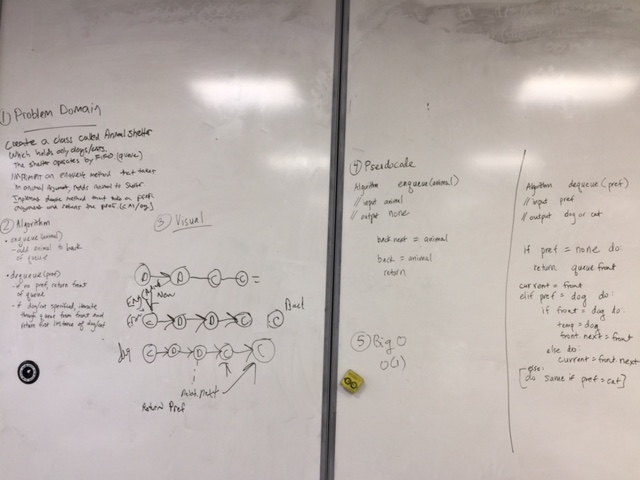 ① Problem Domain
Create a class called Animal Shelter
Which holds only dogs/cats
The shelter operates by FIFO (queue)
Implement an enqueue method that takes
in animal argument, adds animal to shelter
Implement dequeue method that take a pref
argument and returns the pref (cat/dog)
② Algorithm
• enqueue(animal)
- add animal to back
of queue
• dequeue(pref)
- if no pref, return front
of queue
- if dog/cat specified, iterate
through queue from front and
return first instance of dog/cat
③ Visual
D D C C =
Now
C D D C C Back
dog C D D C C
Return Pref
④ Pseudocode
Algorithm enqueue(animal)
// input animal
// output none
back.next = animal
back = animal
return
⑤ Big O
O(1)
Algorithm dequeue (pref)
// input pref
// output dog or cat
if pref = none do:
return queue.front
current = front
elif pref = dog do:
if front = dog do:
temp = dog
front.next = front
else do:
current = front.next
else:
[do same if pref = cat]